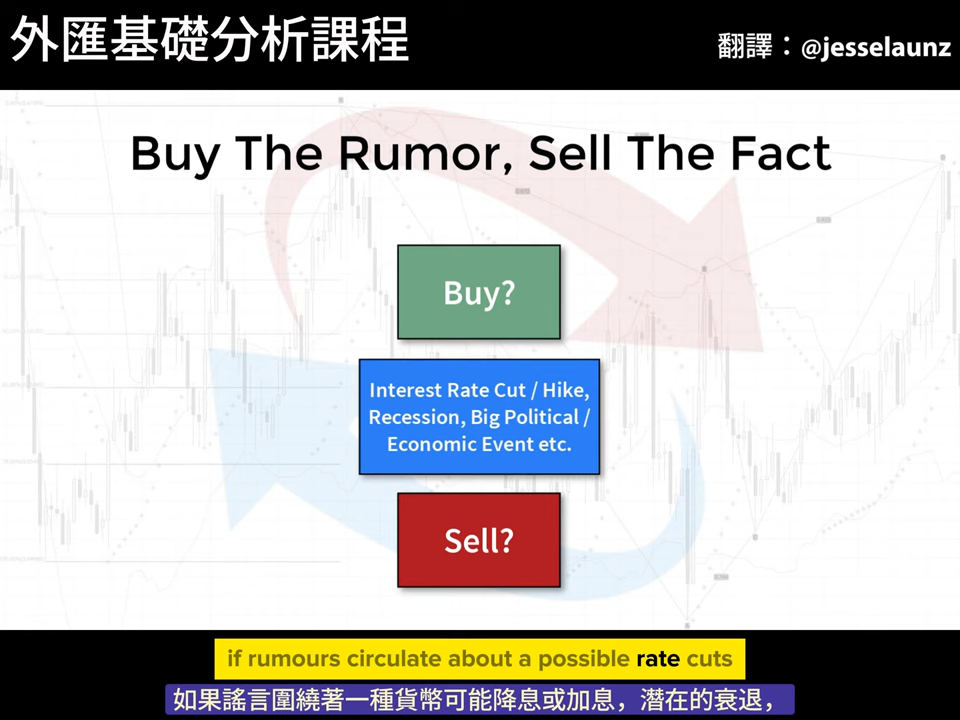 外匯基礎分析課程
翻譯：@jesselaunz
Buy The Rumor, Sell The Fact
Buy?
Interest Rate Cut / Hike,
Recession, Big Political /
Economic Event etc.
Sell?
if rumours circulate about a possible rate cuts
如果謠言圍繞著一種貨幣可能降息或加息，潛在的衰退，